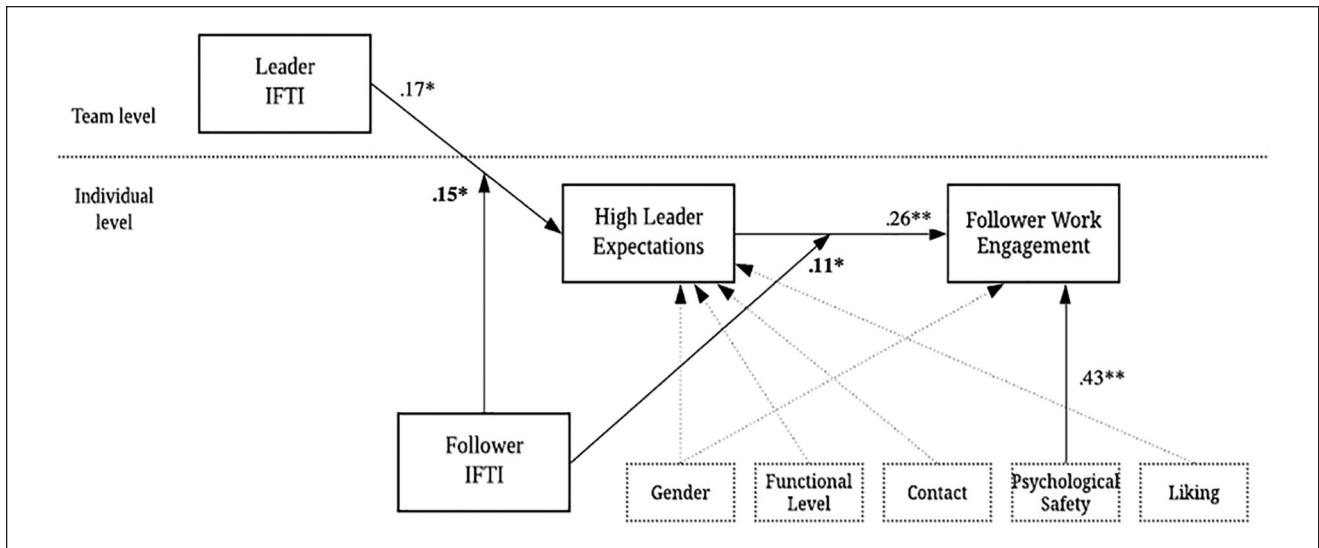 Leader
IFTI
.17*
Team level
Individual
level
.15*
High Leader
Expectations
.26**
Follower Work
Engagement
.11*
.43**
Follower
IFTI
Gender
Functional
Level
Contact
Psychological
Safety
Liking